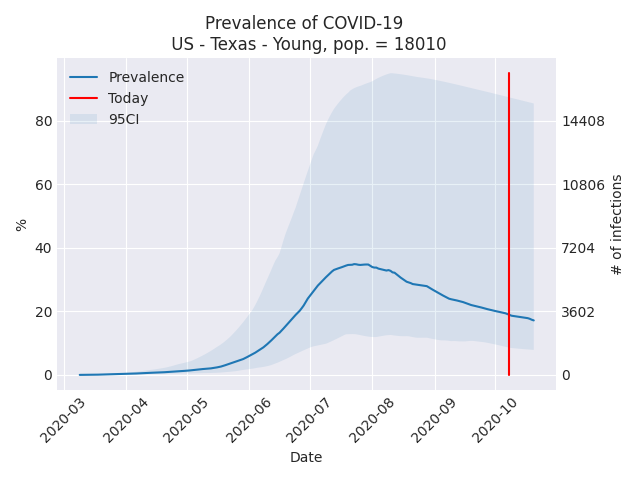 Prevalence of COVID-19
US - Texas - Young, pop. = 18010
Prevalence
Today
95CI
80
60
40
20
0
%
14408
10806
7204
3602
0
# of infections
2020-03
2020-04
2020-05
2020-06
2020-07
2020-08
2020-09
2020-10
Date